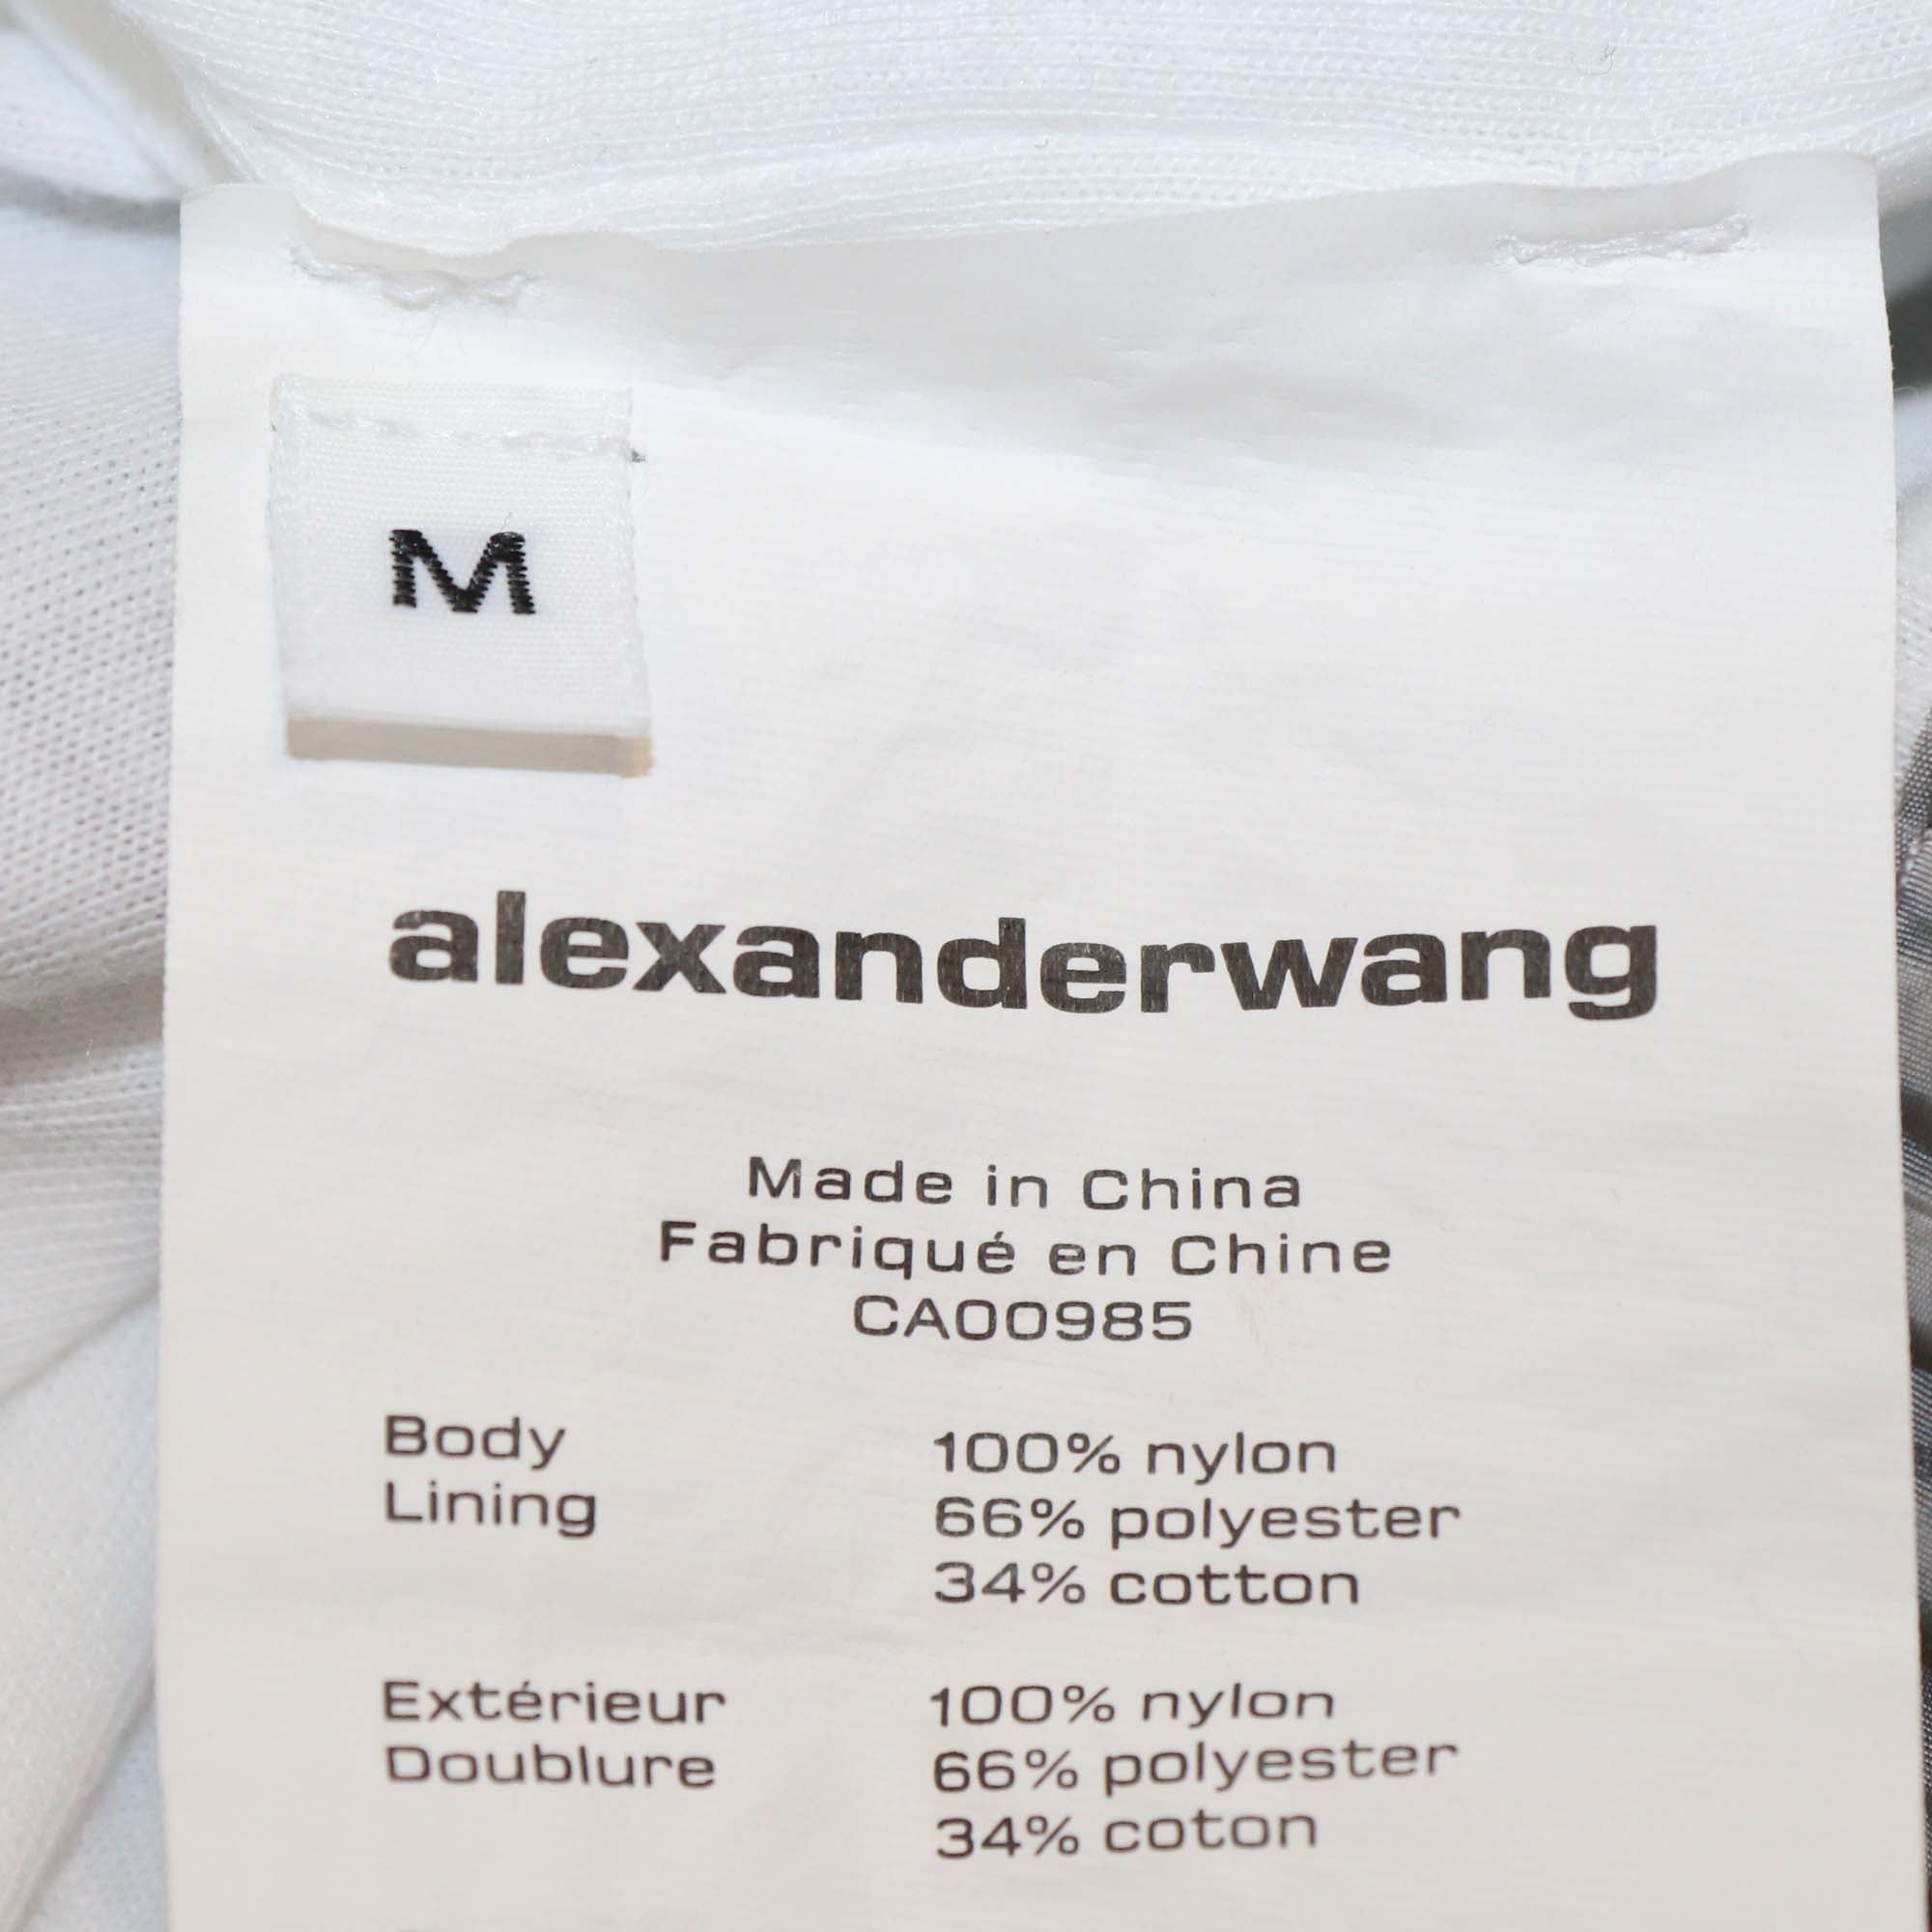 M
alexanderwang
Made in China
Fabriqué en Chine
CA00985
Body 100% nylon
Lining 66% polyester
34% cotton
Extérieur 100% nylon
Doublure 66% polyester
34% coton